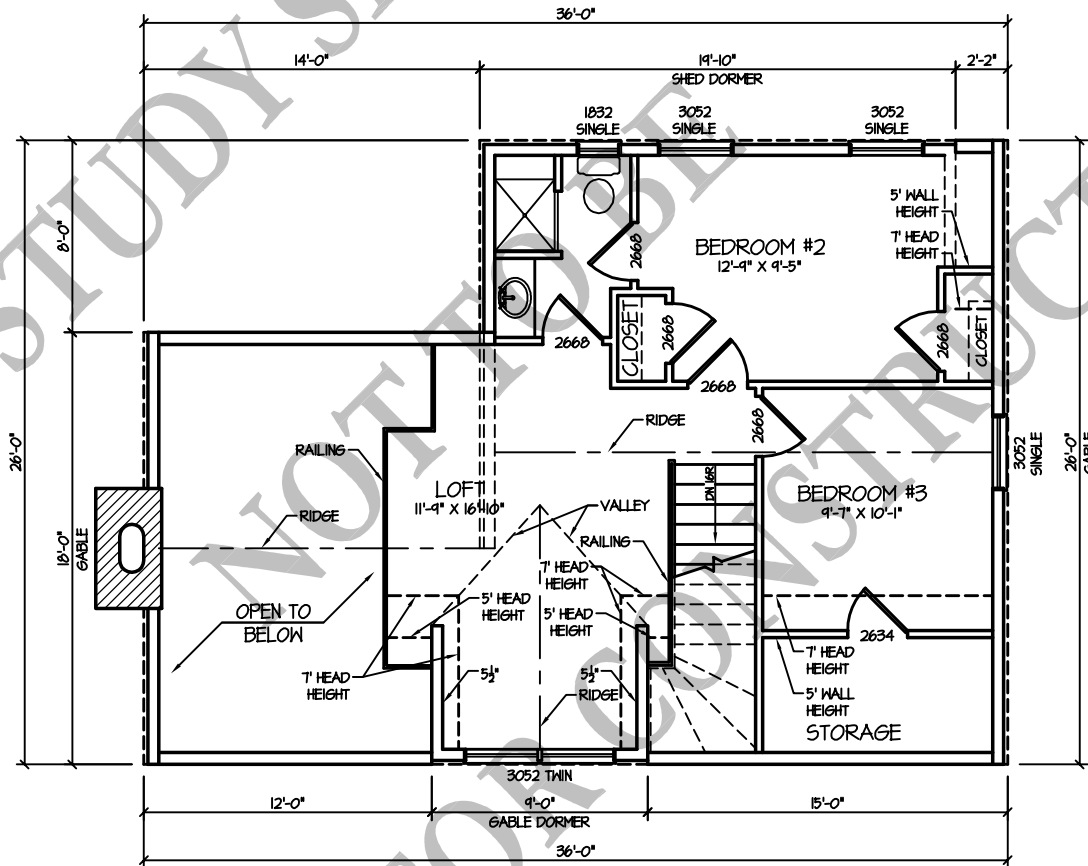 36'-0"
14'-0"
19'-10"
2'-2"
SHED DORMER
1832
SINGLE
3052
SINGLE
3052
SINGLE
5' WALL
HEIGHT
7' HEAD
HEIGHT
8'-0"
BEDROOM #2
12'-9" X 9'-5"
2668
2668
CLOSET
2668
2668
CLOSET
2668
2668
RIDGE
3052
SINGLE
26'-0"
26'-0"
GABLE
RAILING
LOFT
11'-9" X 16'-10"
DN 16R
BEDROOM #3
9'-7" X 10'-1"
VALLEY
RIDGE
18'-0"
GABLE
RAILING
7' HEAD
HEIGHT
5' HEAD
HEIGHT
5' HEAD
HEIGHT
OPEN TO
BELOW
2634
7' HEAD
HEIGHT
7' HEAD
HEIGHT
5½"
5½"
RIDGE
5' WALL
HEIGHT
STORAGE
3052 TWIN
12'-0"
9'-0"
15'-0"
GABLE DORMER
36'-0"
STUDY
NOT TO BE
FOR CONSTRUCT